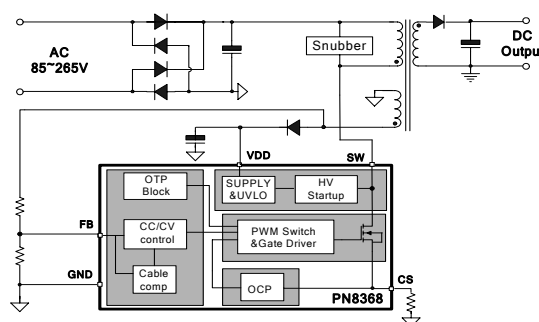 AC
85~265V
Snubber
DC
Output
VDD
SW
OTP
Block
SUPPLY
&UVLO
HV
Startup
FB
CC/CV
control
PWM Switch
&Gate Driver
Cable
comp
GND
OCP
CS
PN8368